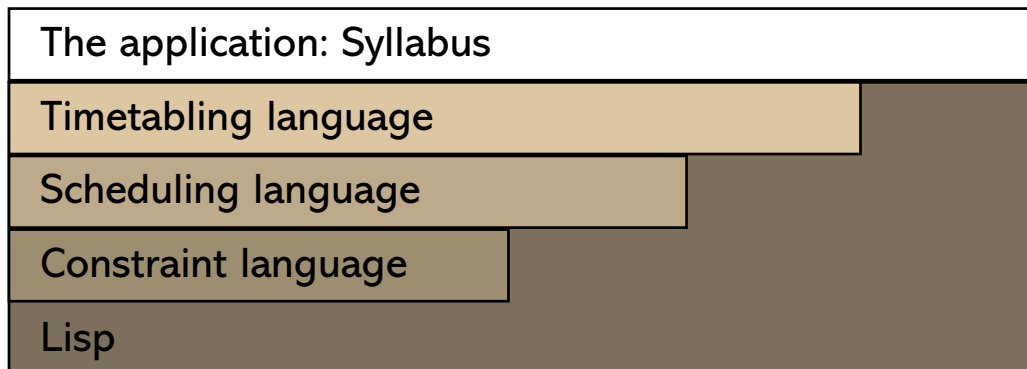 The application: Syllabus
Timetabling language
Scheduling language
Constraint language
Lisp